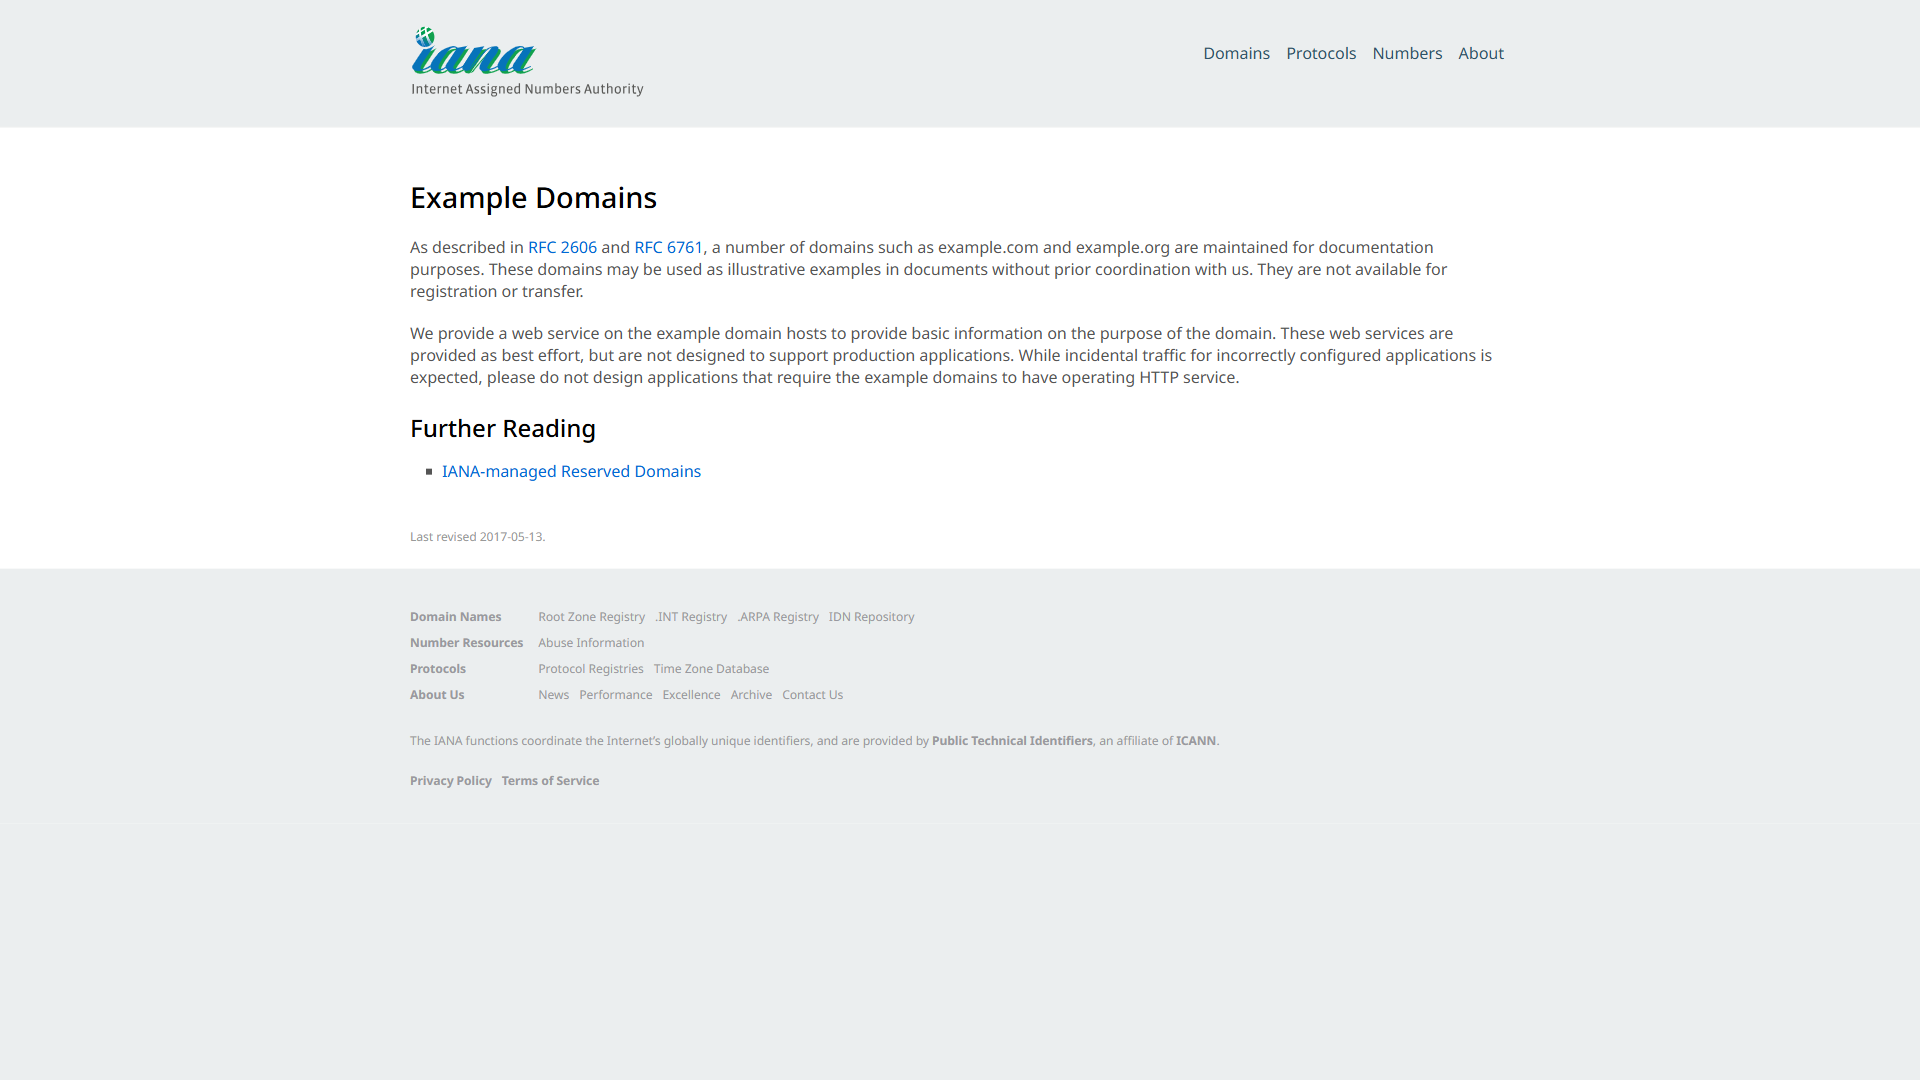 iana
Internet Assigned Numbers Authority
Domains Protocols Numbers About
Example Domains
As described in RFC 2606 and RFC 6761, a number of domains such as example.com and example.org are maintained for documentation
purposes. These domains may be used as illustrative examples in documents without prior coordination with us. They are not available for
registration or transfer.
We provide a web service on the example domain hosts to provide basic information on the purpose of the domain. These web services are
provided as best effort, but are not designed to support production applications. While incidental traffic for incorrectly configured applications is
expected, please do not design applications that require the example domains to have operating HTTP service.
Further Reading
IANA-managed Reserved Domains
Last revised 2017-05-13.
Domain Names Root Zone Registry .INT Registry .ARPA Registry IDN Repository
Number Resources Abuse Information
Protocols Protocol Registries Time Zone Database
About Us News Performance Excellence Archive Contact Us
The IANA functions coordinate the Internet’s globally unique identifiers, and are provided by Public Technical Identifiers, an affiliate of ICANN.
Privacy Policy Terms of Service